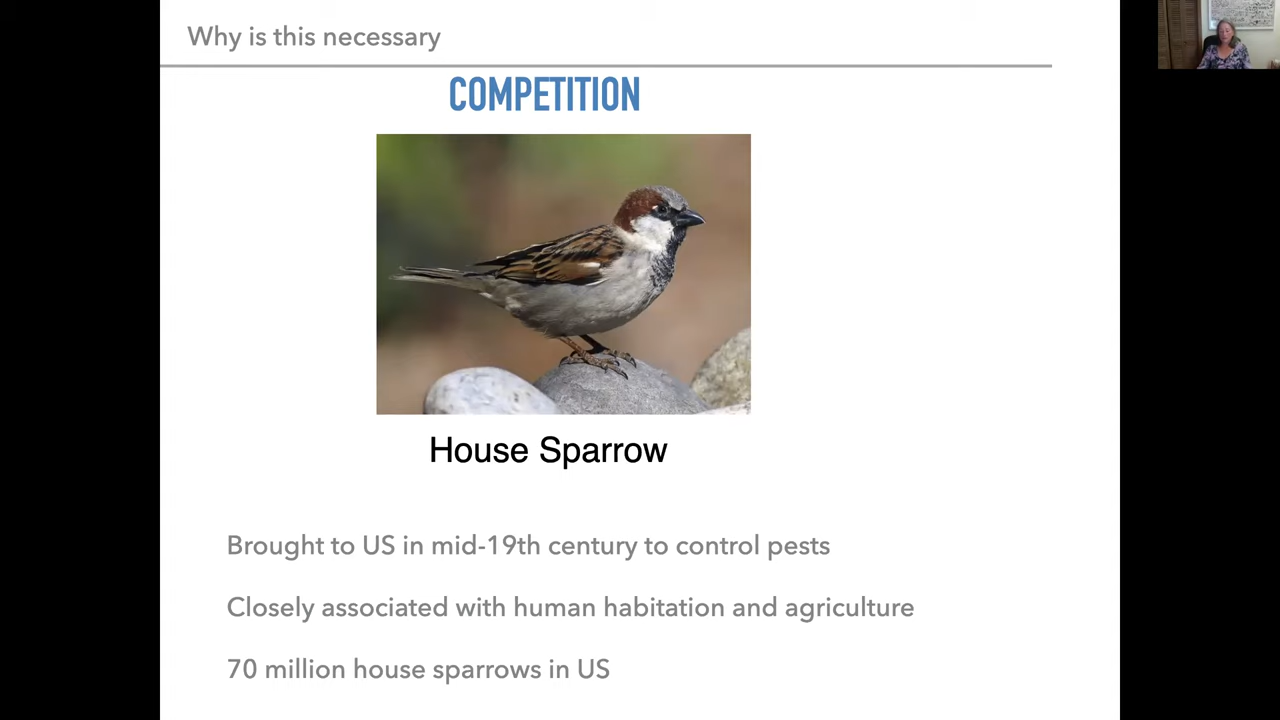 Why is this necessary
COMPETITION
House Sparrow
Brought to US in mid-19th century to control pests
Closely associated with human habitation and agriculture
70 million house sparrows in US